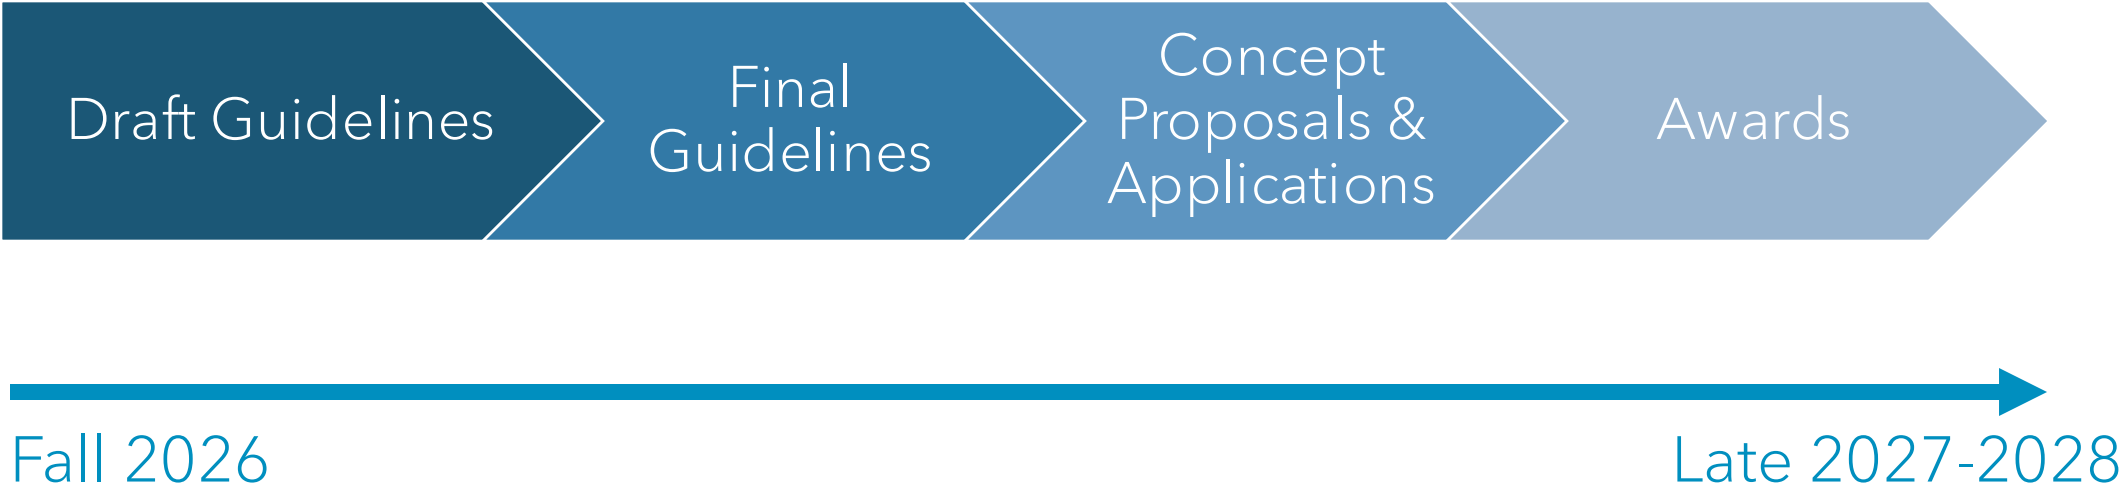 Draft Guidelines
Final
Guidelines
Concept
Proposals &
Applications
Awards
Fall 2026
Late 2027-2028